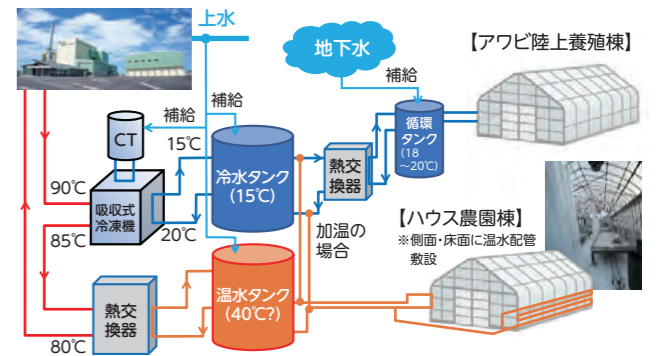 上水
地下水
【アワビ陸上養殖棟】
補給
補給
補給
CT
15℃
循環
タンク
(18
～20℃)
冷水タンク
(15℃)
熱交
換器
90℃
吸収式
冷凍機
85℃
20℃
加温の
場合
【ハウス農園棟】
※側面・床面に温水配管
敷設
温水タンク
(40℃?)
熱交
換器
80℃